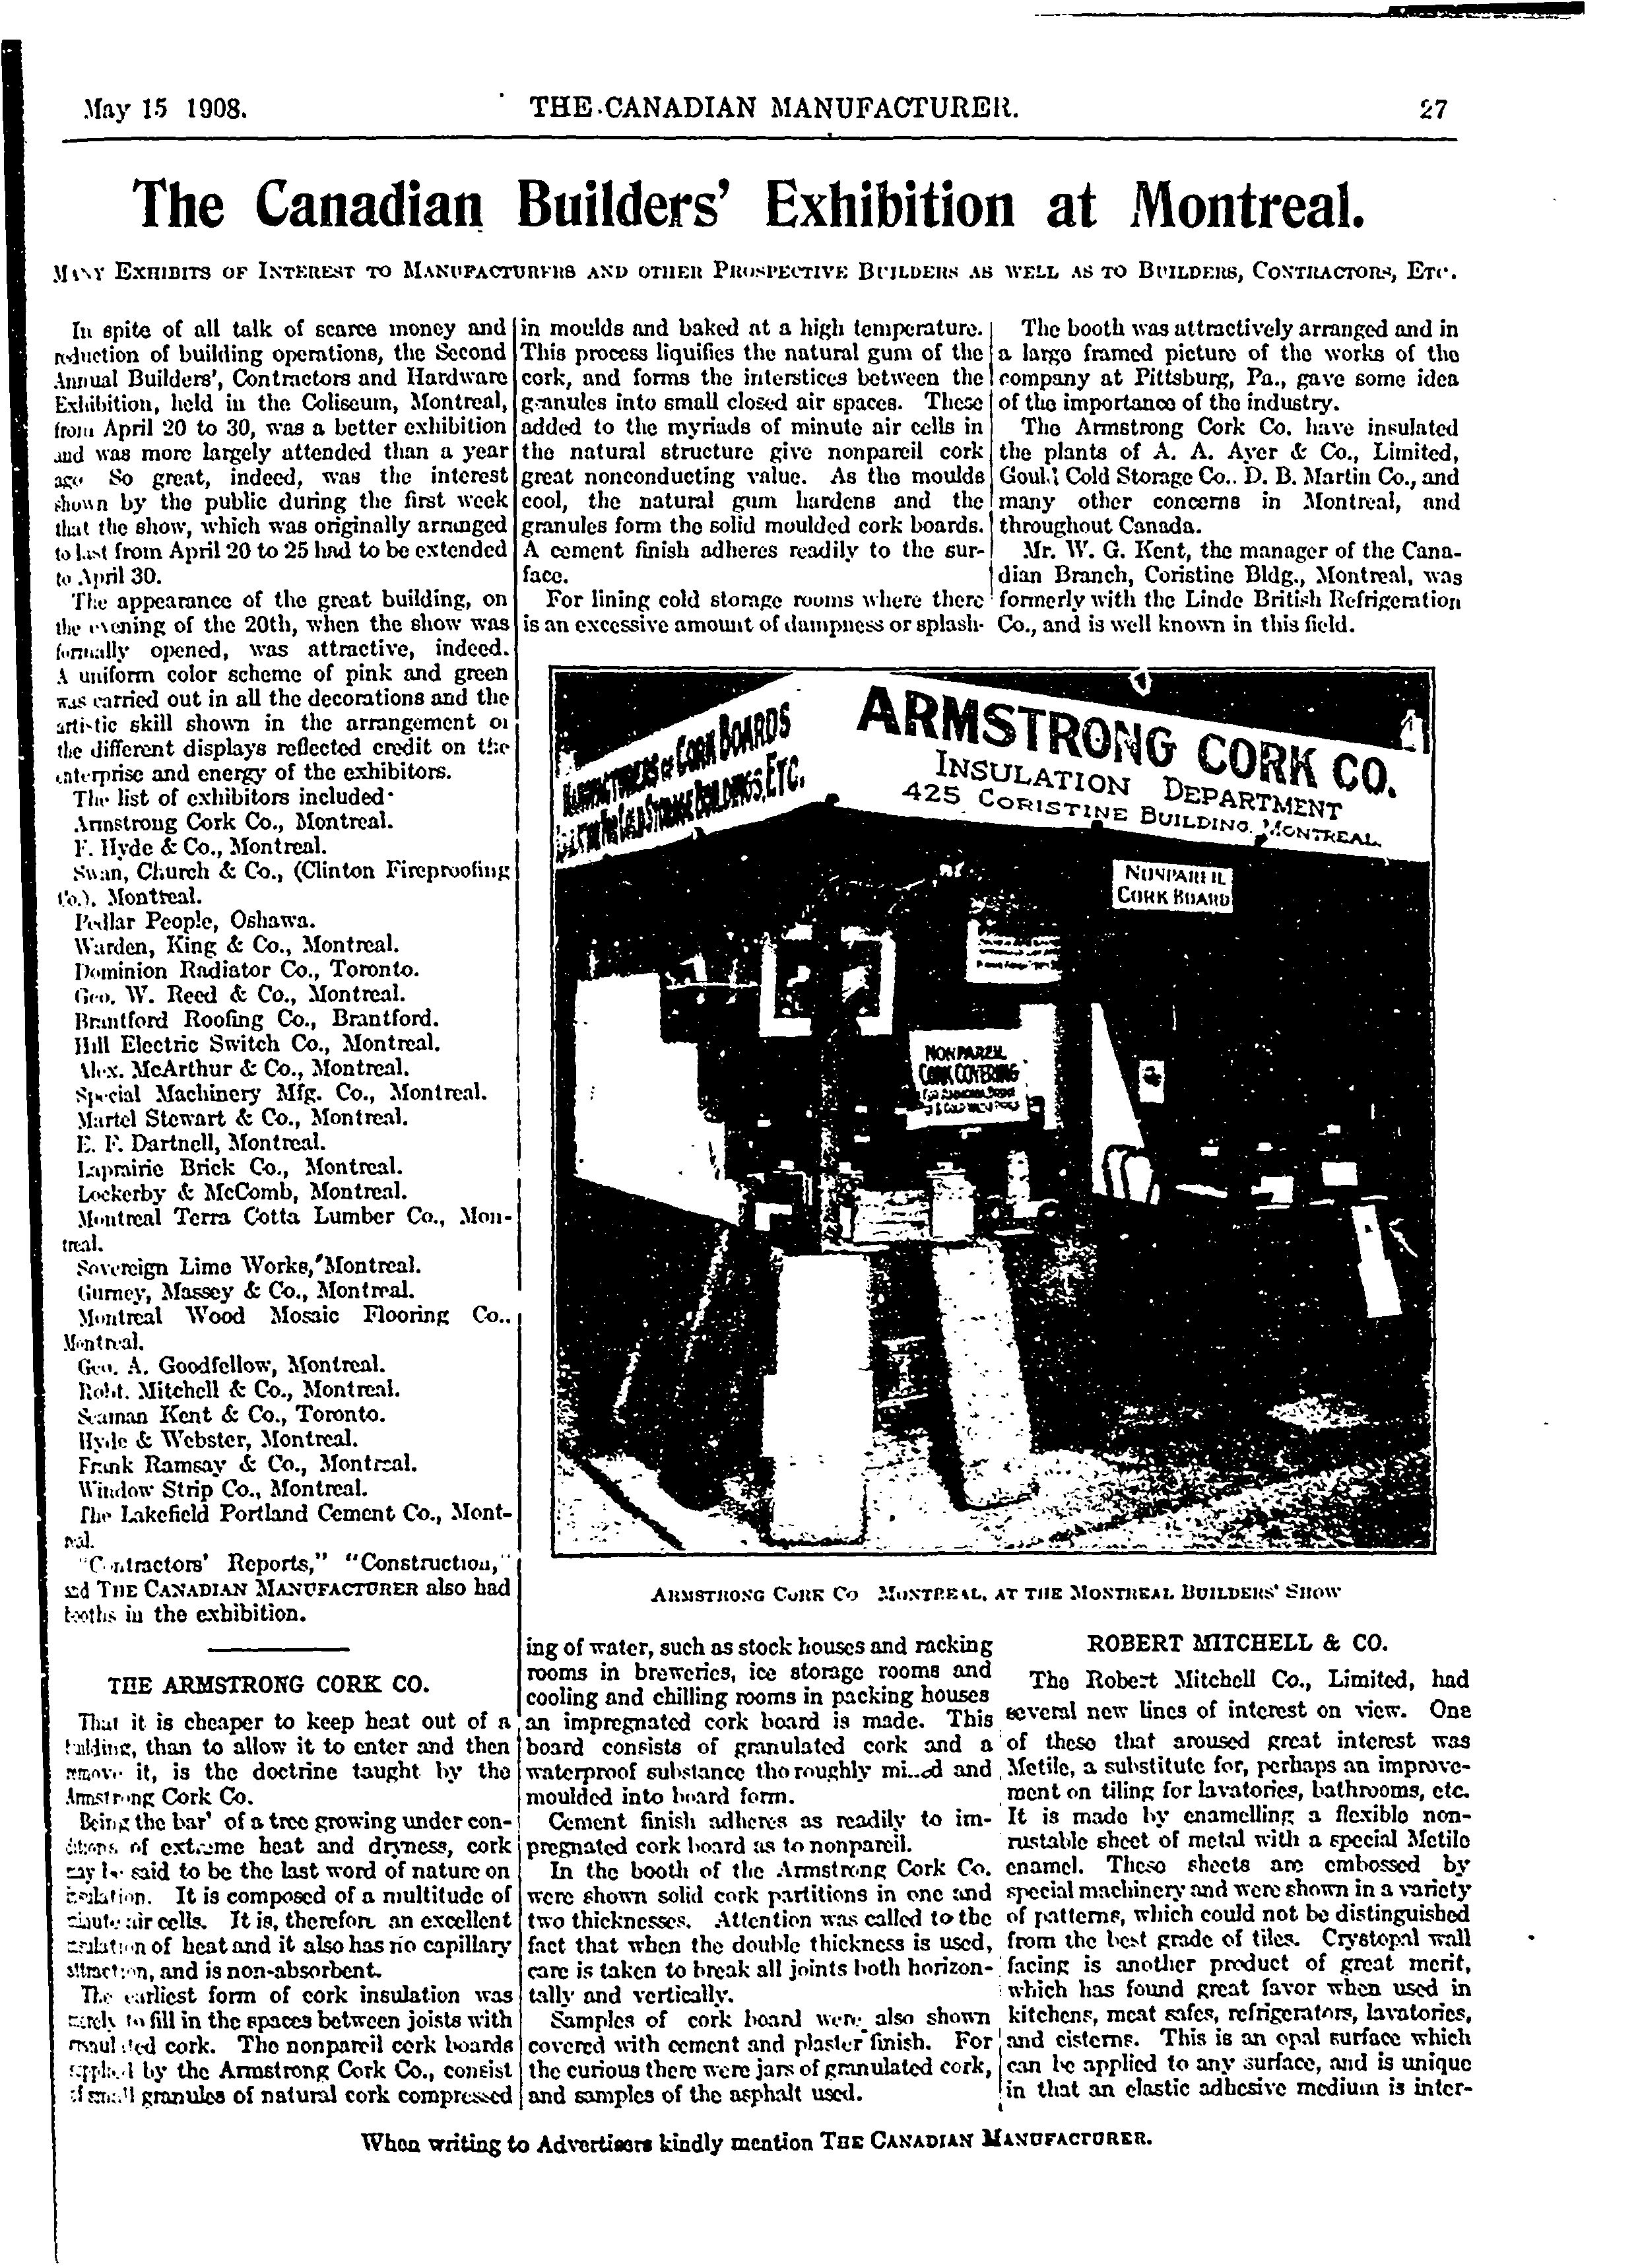 May 15 1908.
THE CANADIAN MANUFACTURER.
27
The Canadian Builders' Exhibition at Montreal.
MANY EXHIBITS OF INTEREST TO MANUFACTURERS AND OTHER PROSPECTIVE BUILDERS AS WELL AS TO BUILDERS, CONTRACTORS, ETC.
In spite of all talk of scarce money and
reduction of building operations, the Second
Annual Builders', Contractors and Hardware
Exhibition, held in the Coliseum, Montreal,
from April 20 to 30, was a better exhibition
and was more largely attended than a year
ago So great, indeed, was the interest
shown by the public during the first week
that the show, which was originally arranged
to last from April 20 to 25 had to be extended
to April 30.
The appearance of the great building, on
the evening of the 20th, when the show was
formally opened, was attractive, indeed.
A uniform color scheme of pink and green
was carried out in all the decorations and the
artistic skill shown in the arrangement of
the different displays reflected credit on the
enterprise and energy of the exhibitors.
The list of exhibitors included
Armstrong Cork Co., Montreal.
F. Hyde & Co., Montreal.
Swan, Church & Co., (Clinton Fireproofing
Co.), Montreal.
Pedlar People, Oshawa.
Warden, King & Co., Montreal.
Dominion Radiator Co., Toronto.
Geo. W. Reed & Co., Montreal.
Brantford Roofing Co., Brantford.
Hill Electric Switch Co., Montreal.
Alex. McArthur & Co., Montreal.
Special Machinery Mfg. Co., Montreal.
Martel Stewart & Co., Montreal.
E. F. Dartnell, Montreal.
Laprairie Brick Co., Montreal.
Lockerby & McComb, Montreal.
Montreal Terra Cotta Lumber Co., Mon-
treal.
Sovereign Lime Works, Montreal.
Gurney, Massey & Co., Montreal.
Montreal Wood Mosaic Flooring Co.,
Montreal.
Geo. A. Goodfellow, Montreal.
Robt. Mitchell & Co., Montreal.
Seaman Kent & Co., Toronto.
Hyde & Webster, Montreal.
Frank Ramsay & Co., Montreal.
Window Strip Co., Montreal.
The Lakefield Portland Cement Co., Mont-
real.
"Contractors' Reports," "Construction,"
and THE CANADIAN MANUFACTURER also had
booths in the exhibition.
THE ARMSTRONG CORK CO.
That it is cheaper to keep heat out of a
building, than to allow it to enter and then
remove it, is the doctrine taught by the
Armstrong Cork Co.
Being the bar' of a tree growing under con-
ditions of extreme heat and dryness, cork
may be said to be the last word of nature on
insulation. It is composed of a multitude of
minute air cells. It is, therefore an excellent
insulation of heat and it also has no capillary
attraction, and is non-absorbent.
The earliest form of cork insulation was
merely to fill in the spaces between joists with
granulated cork. The nonpareil cork boards
supplied by the Armstrong Cork Co., consist
of small granules of natural cork compressed
in moulds and baked at a high temperature.
This process liquifies the natural gum of the
cork, and forms the interstices between the
granules into small closed air spaces. These
added to the myriads of minute air cells in
the natural structure give nonpareil cork
great nonconducting value. As the moulds
cool, the natural gum hardens and the
granules form the solid moulded cork boards.
A cement finish adheres readily to the sur-
face.
For lining cold storage rooms where there
is an excessive amount of dampness or splash-
The booth was attractively arranged and in
a large framed picture of the works of the
company at Pittsburg, Pa., gave some idea
of the importance of the industry.
The Armstrong Cork Co. have insulated
the plants of A. A. Ayer & Co., Limited,
Gould Cold Storage Co.. D. B. Martin Co., and
many other concerns in Montreal, and
throughout Canada.
Mr. W. G. Kent, the manager of the Cana-
dian Branch, Coristine Bldg., Montreal, was
formerly with the Linde British Refrigeration
Co., and is well known in this field.
MANUFACTURERS OF CORK BOARDS
COLD STORAGE BUILDINGS, ETC.
ARMSTRONG CORK CO.
INSULATION DEPARTMENT
425 CORISTINE BUILDING, MONTREAL.
NONPAREIL
CORK BOARD
NONPAREIL
CORK COVERING
ARMSTRONG CORK CO MONTREAL, AT THE MONTREAL BUILDERS' SHOW
ing of water, such as stock houses and racking
rooms in breweries, ice storage rooms and
cooling and chilling rooms in packing houses
an impregnated cork board is made. This
board consists of granulated cork and a
waterproof substance thoroughly mixed and
moulded into board form.
Cement finish adheres as readily to im-
pregnated cork board as to nonpareil.
In the booth of the Armstrong Cork Co.
were shown solid cork partitions in one and
two thicknesses. Attention was called to the
fact that when the double thickness is used,
care is taken to break all joints both horizon-
tally and vertically.
Samples of cork board were also shown
covered with cement and plaster finish. For
the curious there were jars of granulated cork,
and samples of the asphalt used.
ROBERT MITCHELL & CO.
The Robert Mitchell Co., Limited, had
several new lines of interest on view. One
of these that aroused great interest was
Metile, a substitute for, perhaps an improve-
ment on tiling for lavatories, bathrooms, etc.
It is made by enamelling a flexible non-
rustable sheet of metal with a special Metile
enamel. These sheets are embossed by
special machinery and were shown in a variety
of patterns, which could not be distinguished
from the best grade of tiles. Crystopal wall
facing is another product of great merit,
which has found great favor when used in
kitchens, meat safes, refrigerators, lavatories,
and cisterns. This is an opal surface which
can be applied to any surface, and is unique
in that an elastic adhesive medium is inter-
When writing to Advertisers kindly mention THE CANADIAN MANUFACTURER.